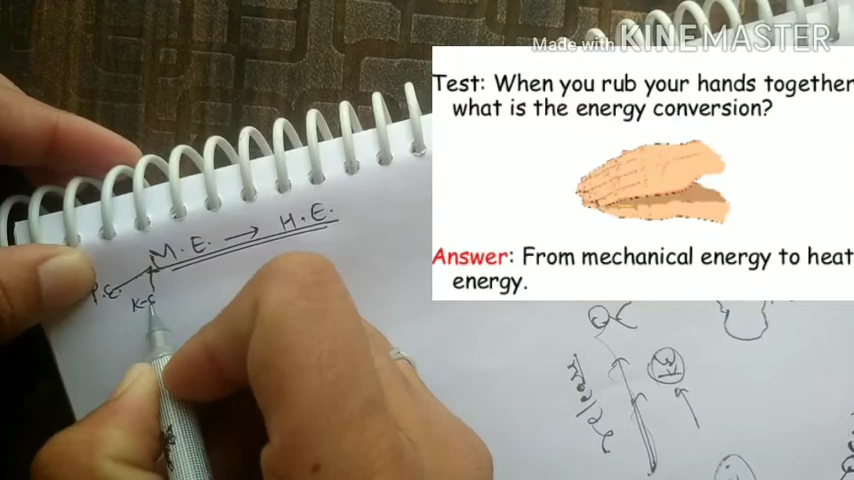 Made with KINEMASTER
Test: When you rub your hands together
what is the energy conversion?
Answer: From mechanical energy to heat
energy.
M.E. → H.E.
P.E.
K-E
release